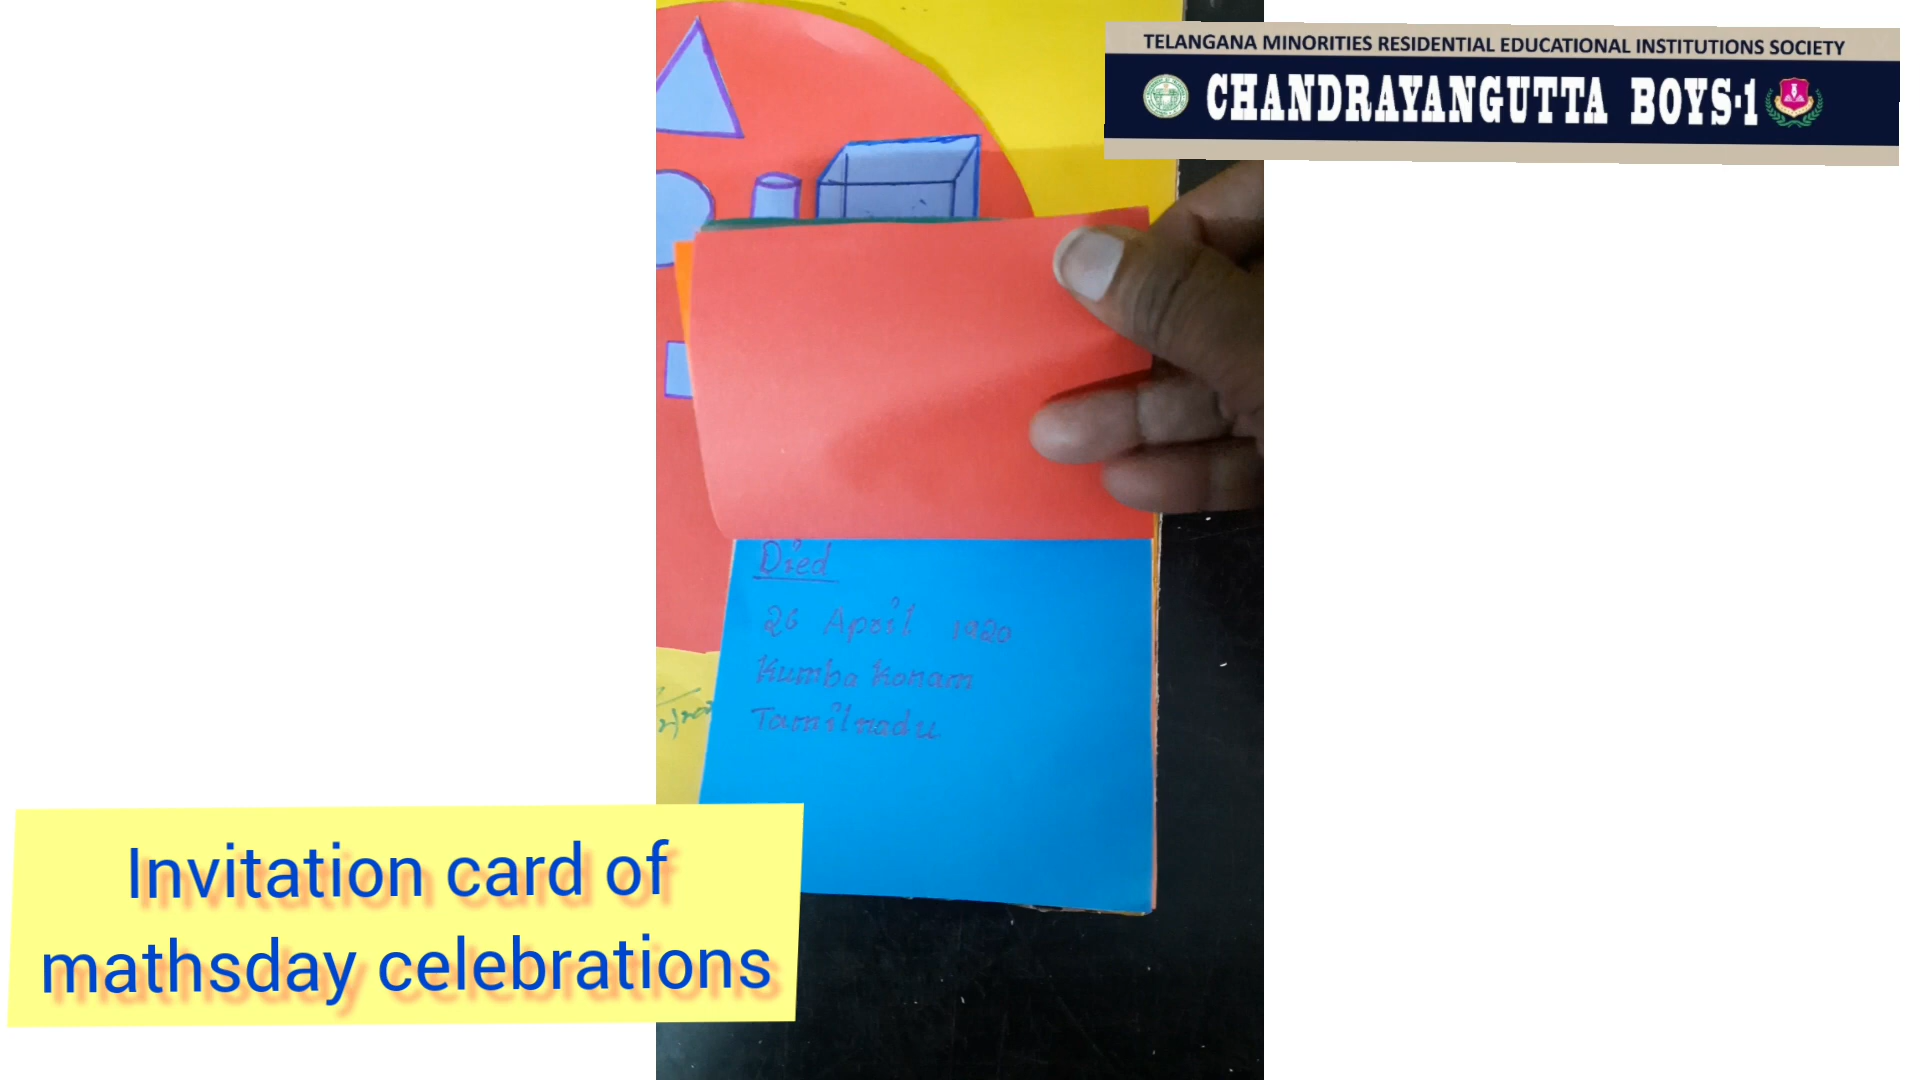 TELANGANA MINORITIES RESIDENTIAL EDUCATIONAL INSTITUTIONS SOCIETY
CHANDRAYANGUTTA BOYS-1
Died
26 April 1920
Kumba Konam
Tamilnadu
Invitation card of
mathsday celebrations